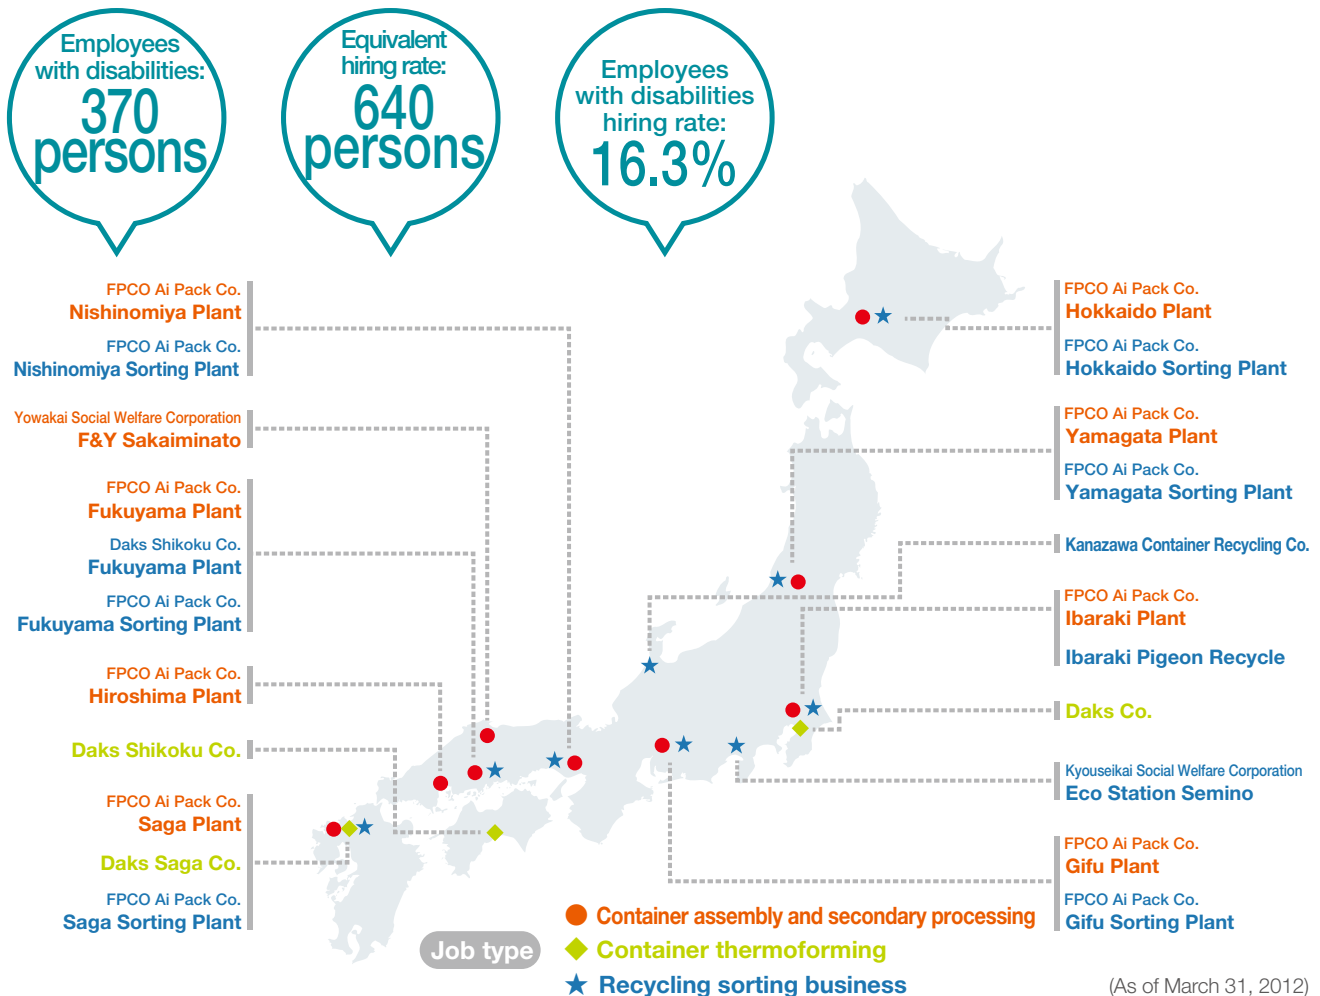 Employees
with disabilities:
370
persons
Equivalent
hiring rate:
640
persons
Employees
with disabilities
hiring rate:
16.3%
FPCO Ai Pack Co.
Nishinomiya Plant
FPCO Ai Pack Co.
Nishinomiya Sorting Plant
Yowakai Social Welfare Corporation
F&Y Sakaiminato
FPCO Ai Pack Co.
Fukuyama Plant
Daks Shikoku Co.
Fukuyama Plant
FPCO Ai Pack Co.
Fukuyama Sorting Plant
FPCO Ai Pack Co.
Hiroshima Plant
Daks Shikoku Co.
FPCO Ai Pack Co.
Saga Plant
Daks Saga Co.
FPCO Ai Pack Co.
Saga Sorting Plant
FPCO Ai Pack Co.
Hokkaido Plant
FPCO Ai Pack Co.
Hokkaido Sorting Plant
FPCO Ai Pack Co.
Yamagata Plant
FPCO Ai Pack Co.
Yamagata Sorting Plant
Kanazawa Container Recycling Co.
FPCO Ai Pack Co.
Ibaraki Plant
Ibaraki Pigeon Recycle
Daks Co.
Kyouseikai Social Welfare Corporation
Eco Station Semino
FPCO Ai Pack Co.
Gifu Plant
FPCO Ai Pack Co.
Gifu Sorting Plant
Job type
Container assembly and secondary processing
Container thermoforming
Recycling sorting business
(As of March 31, 2012)